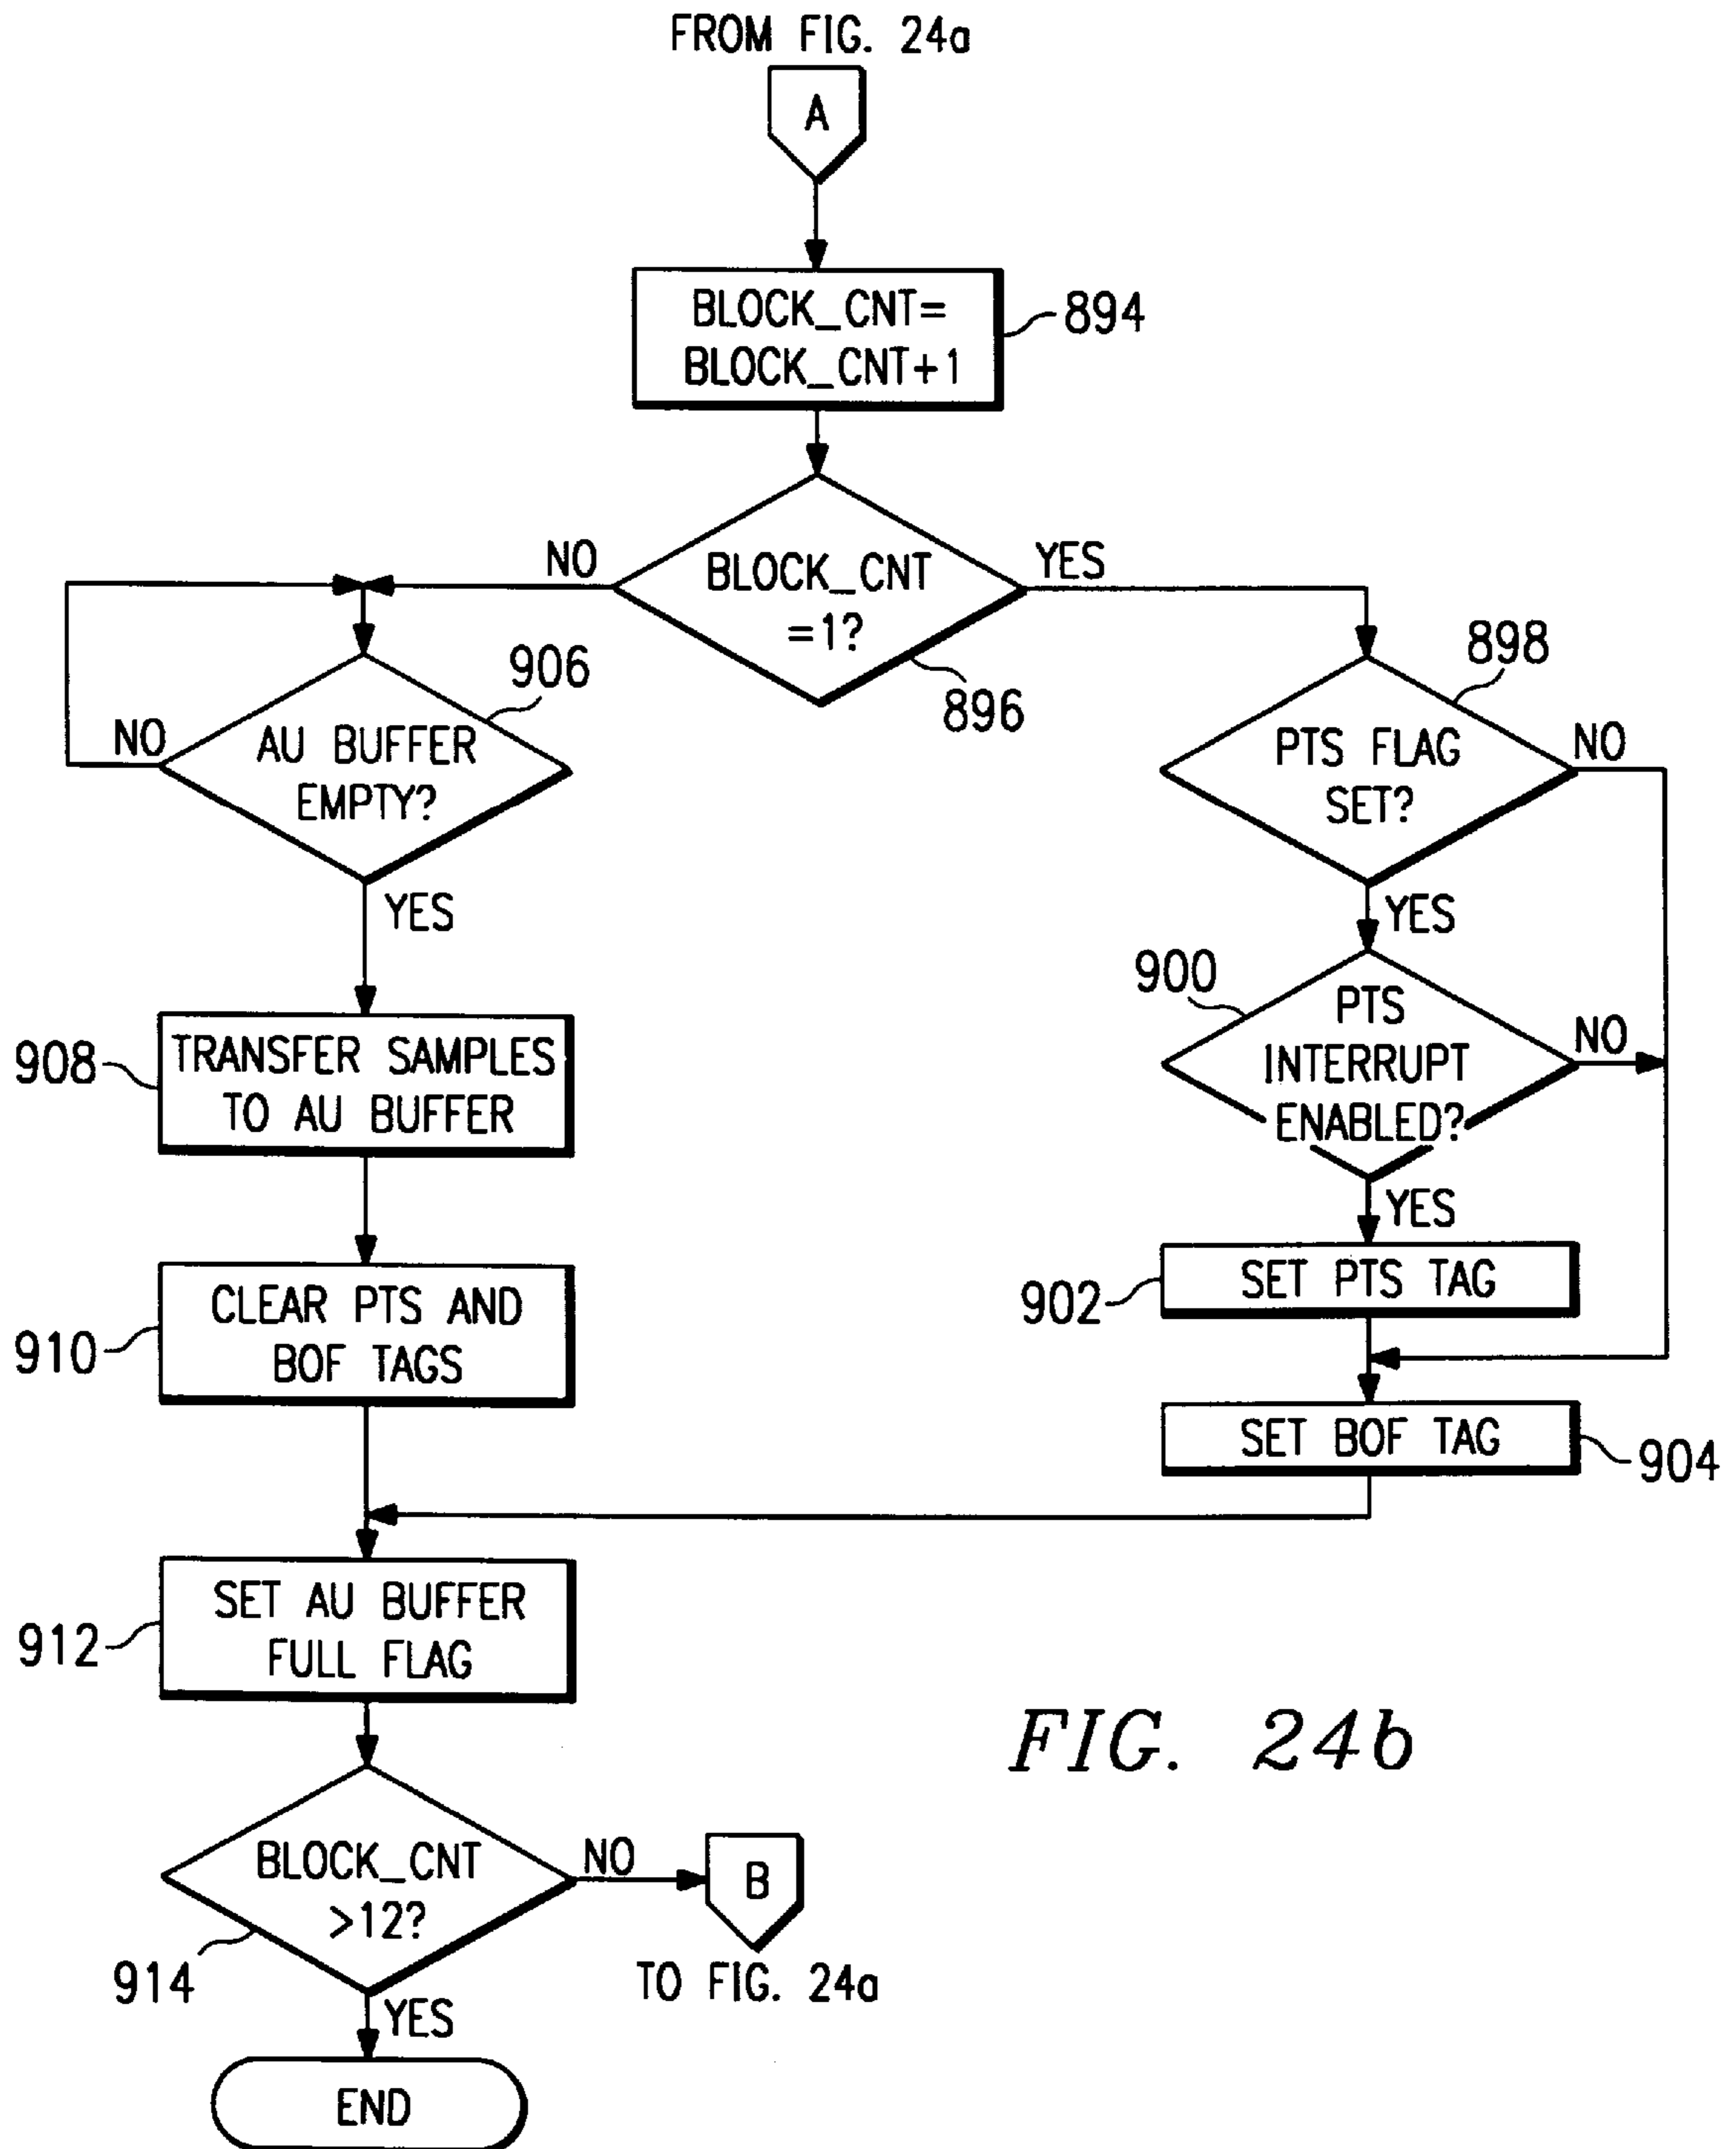 FROM FIG. 24a
A
BLOCK_CNT=
BLOCK_CNT+1
894
BLOCK_CNT
=1?
896
NO
YES
906
AU BUFFER
EMPTY?
NO
YES
898
PTS FLAG
SET?
NO
YES
900
PTS
INTERRUPT
ENABLED?
NO
YES
908
TRANSFER SAMPLES
TO AU BUFFER
902
SET PTS TAG
910
CLEAR PTS AND
BOF TAGS
SET BOF TAG
904
912
SET AU BUFFER
FULL FLAG
BLOCK_CNT
>12?
914
NO
B
TO FIG. 24a
YES
END
FIG. 24b